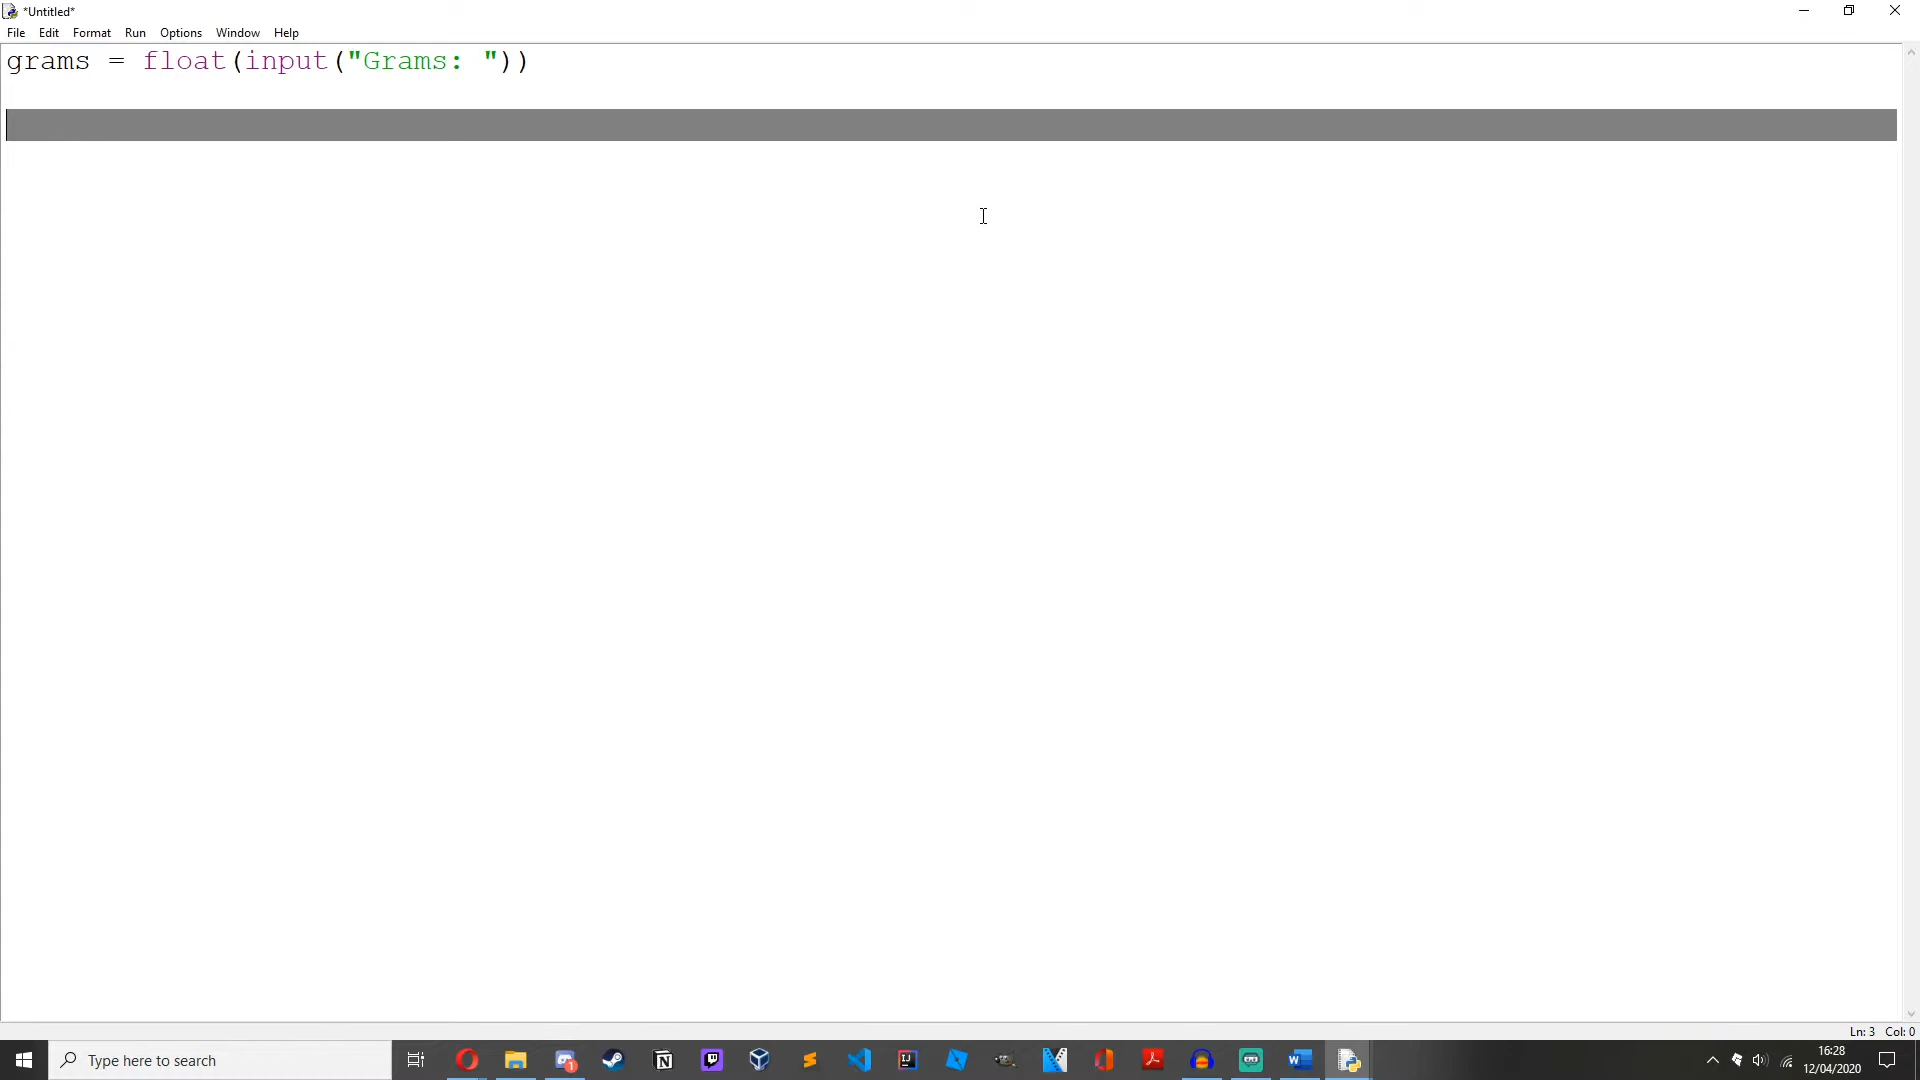 *Untitled*
File Edit Format Run Options Window Help
grams = float(input("Grams: "))
Ln: 3 Col: 0
Type here to search
1
16:28
12/04/2020